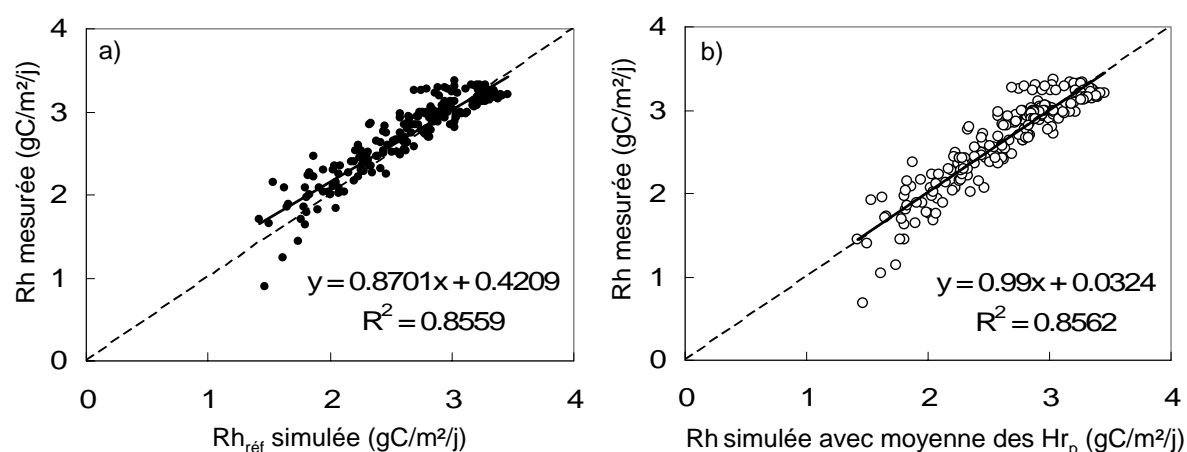 a)
4
3
2
1
0
0 1 2 3 4
Rh mesurée (gC/m²/j)
Rh_réf simulée (gC/m²/j)
y = 0.8701x + 0.4209
R² = 0.8559
b)
4
3
2
1
0
0 1 2 3 4
Rh mesurée (gC/m²/j)
Rh simulée avec moyenne des Hr_p (gC/m²/j)
y = 0.99x + 0.0324
R² = 0.8562